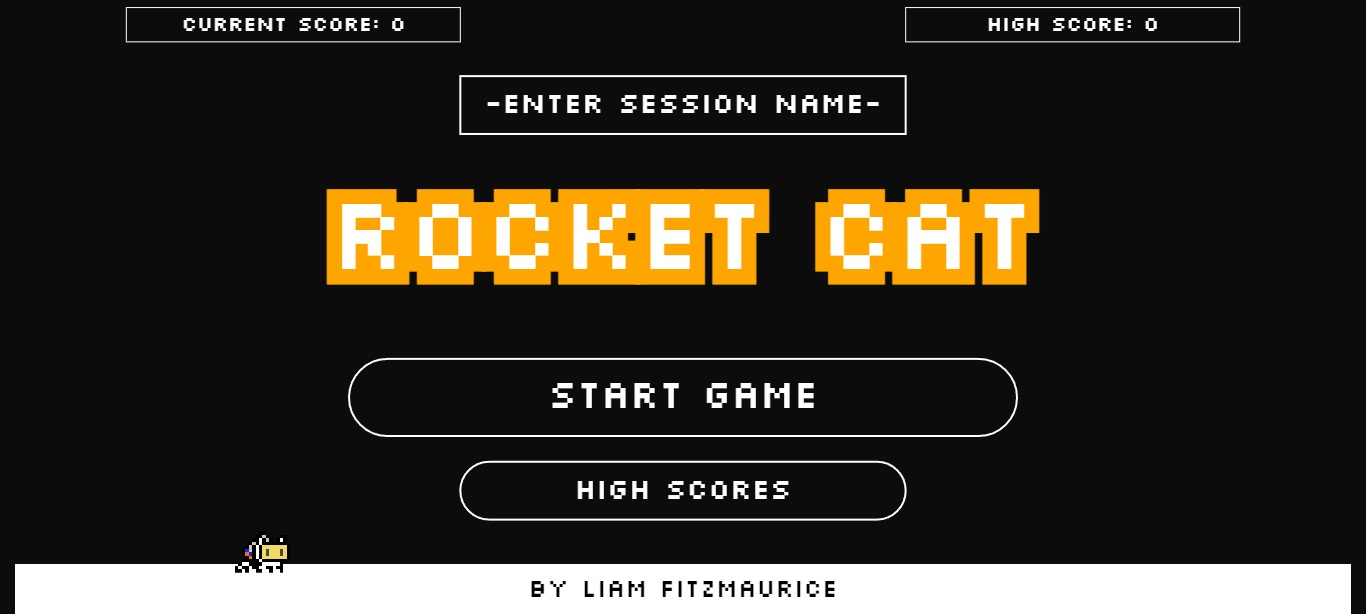 CURRENT SCORE: 0
HIGH SCORE: 0
-ENTER SESSION NAME-
ROCKET CAT
START GAME
HIGH SCORES
BY LIAM FITZMAURICE